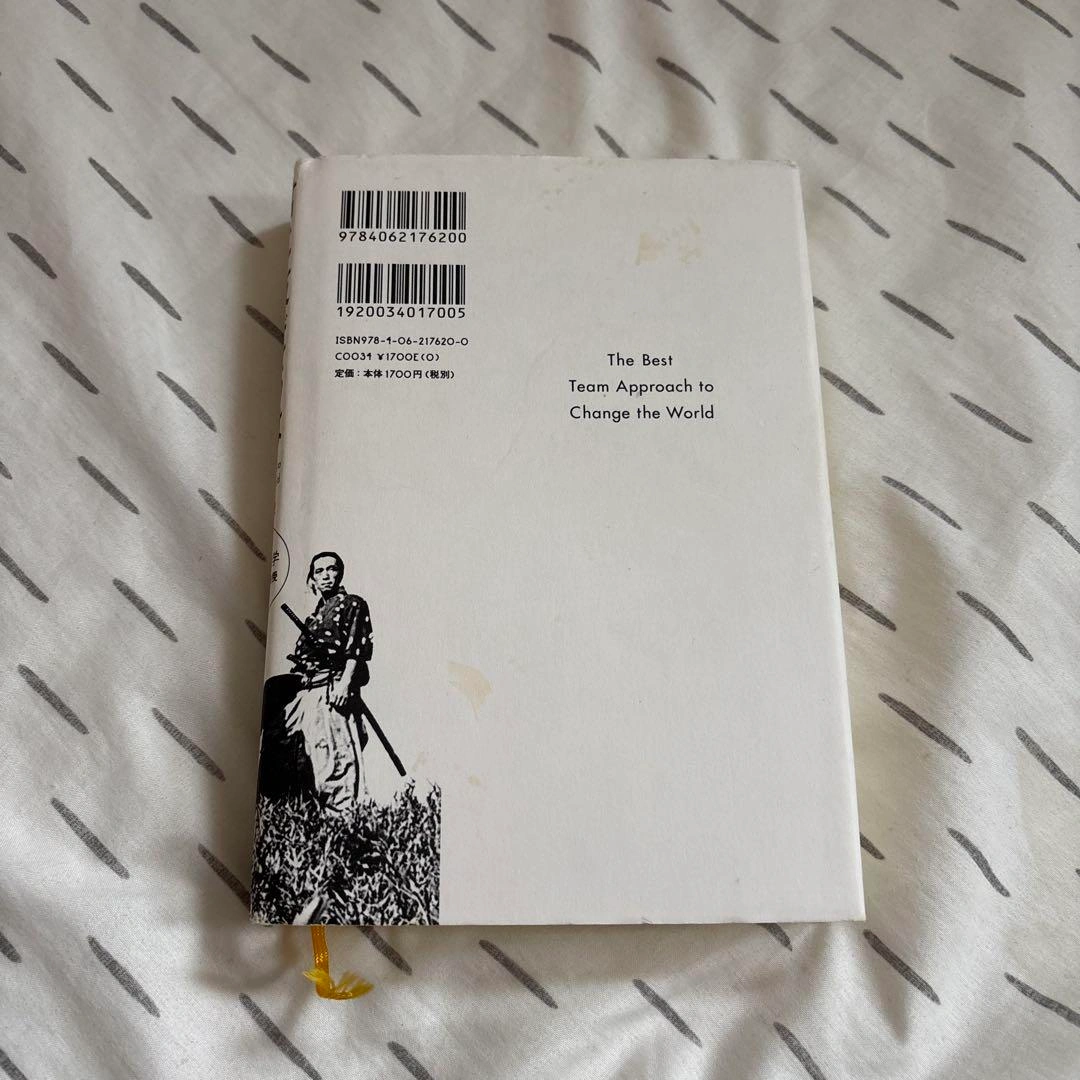 9784062176200
1920034017005
ISBN978-4-06-217620-0
C0034 ¥1700E(0)
定価：本体1700円(税別)
The Best
Team Approach to
Change the World